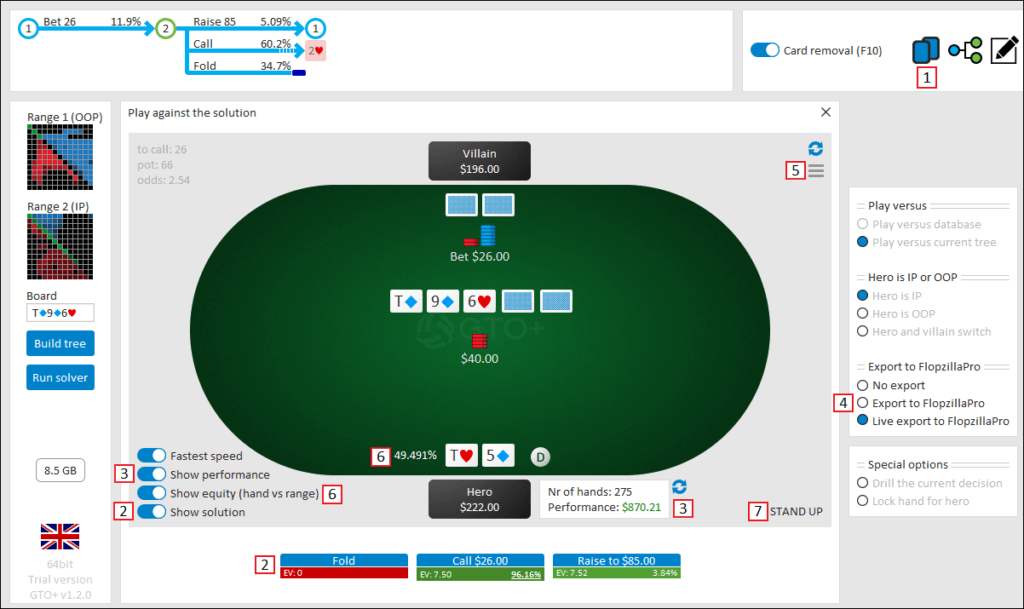 1 Bet 26 11.9% 2 Raise 85 5.09% 1
Call 60.2% 2♥
Fold 34.7%
Card removal (F10)
1
Range 1 (OOP)
Range 2 (IP)
Board
T♦9♦6♥
Build tree
Run solver
8.5 GB
64bit
Trial version
GTO+ v1.2.0
Play against the solution
to call: 26
pot: 66
odds: 2.54
Villain
$196.00
5
Bet $26.00
T♦ 9♦ 6♥
GTO+
$40.00
6 49.491% T♥ 5♦ D
Fastest speed
3 Show performance
Show equity (hand vs range) 6
2 Show solution
Hero
$222.00
Nr of hands: 275
Performance: $870.21
3
7 STAND UP
2
Fold
EV: 0
Call $26.00
EV: 7.50 96.16%
Raise to $85.00
EV: 7.52 3.84%
Play versus
Play versus database
Play versus current tree
Hero is IP or OOP
Hero is IP
Hero is OOP
Hero and villain switch
Export to FlopzillaPro
No export
4 Export to FlopzillaPro
Live export to FlopzillaPro
Special options
Drill the current decision
Lock hand for hero